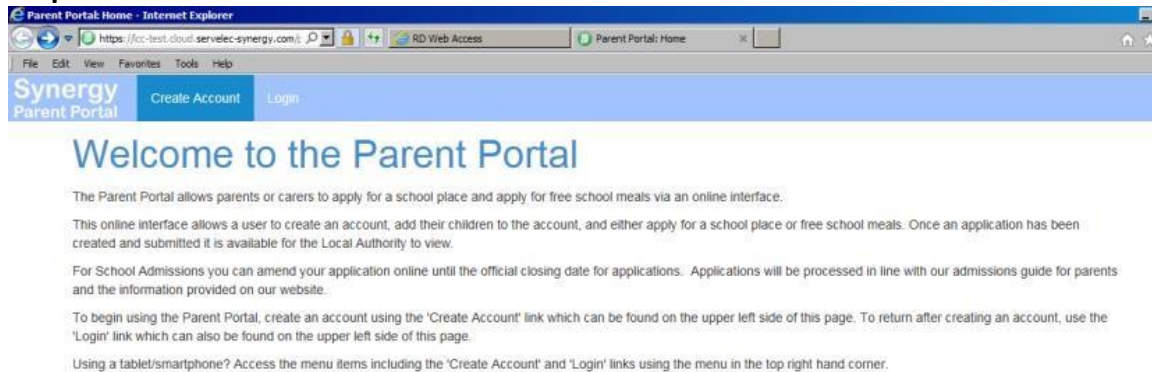 Parent Portal: Home - Internet Explorer
https://lcc-test.cloud.servelec-synergy.com/ RD Web Access Parent Portal: Home
File Edit View Favorites Tools Help
Synergy
Parent Portal
Create Account Login
Welcome to the Parent Portal
The Parent Portal allows parents or carers to apply for a school place and apply for free school meals via an online interface.
This online interface allows a user to create an account, add their children to the account, and either apply for a school place or free school meals. Once an application has been
created and submitted it is available for the Local Authority to view.
For School Admissions you can amend your application online until the official closing date for applications. Applications will be processed in line with our admissions guide for parents
and the information provided on our website.
To begin using the Parent Portal, create an account using the 'Create Account' link which can be found on the upper left side of this page. To return after creating an account, use the
'Login' link which can also be found on the upper left side of this page.
Using a tablet/smartphone? Access the menu items including the 'Create Account' and 'Login' links using the menu in the top right hand corner.